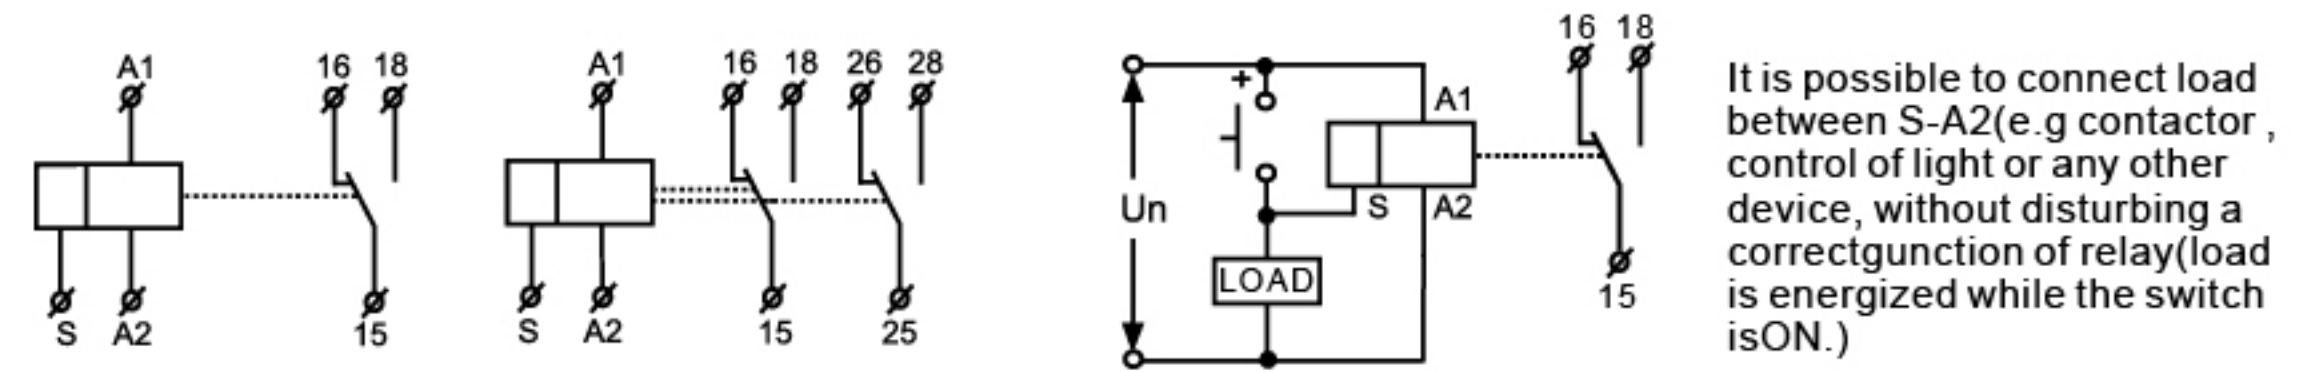 A1
16 18
S A2
15
A1
16 18 26 28
S A2
15 25
Un
+
LOAD
A1
S A2
16 18
15
It is possible to connect load
between S-A2(e.g contactor ,
control of light or any other
device, without disturbing a
correctgunction of relay(load
is energized while the switch
isON.)